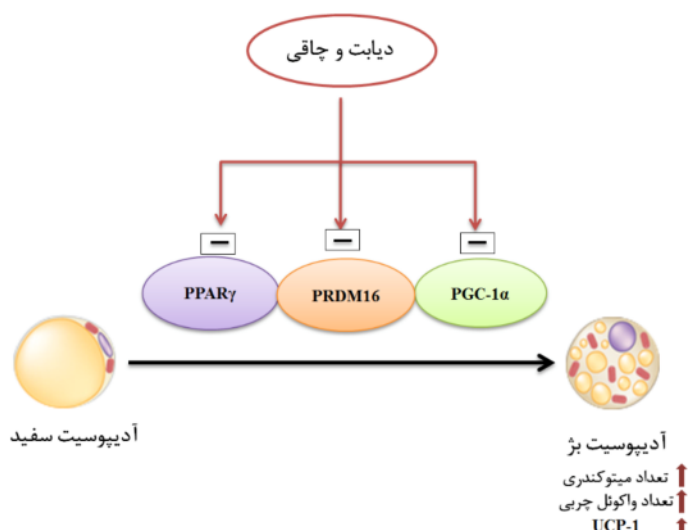 دیابت و چاقی
−
−
−
PPARγ
PRDM16
PGC-1α
آدیپوسیت سفید
آدیپوسیت بژ
تعداد میتوکندری
تعداد واکوئل چربی
UCP-1